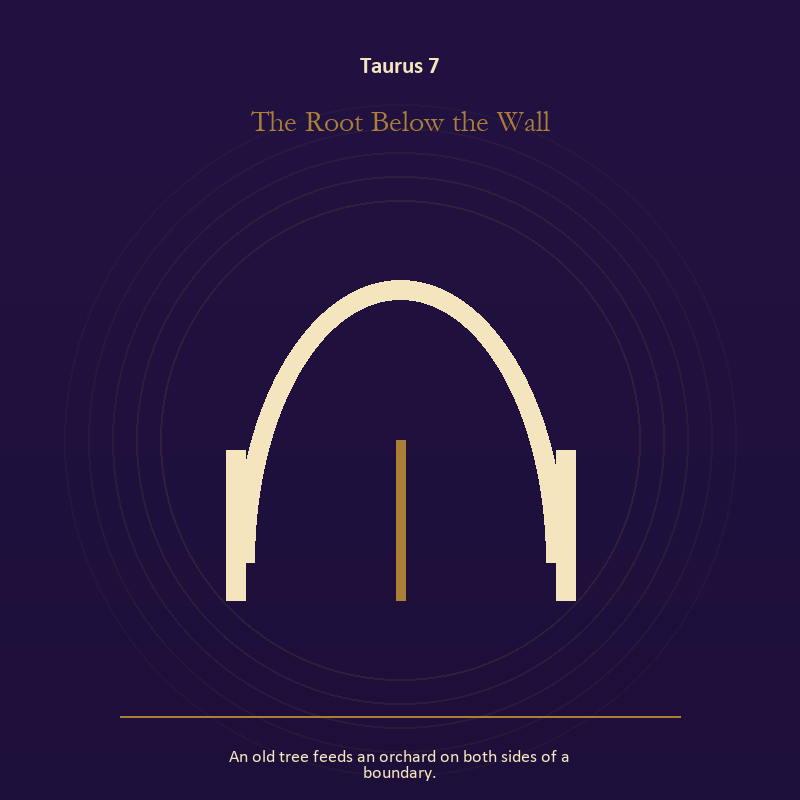 Taurus 7
The Root Below the Wall
An old tree feeds an orchard on both sides of a
boundary.